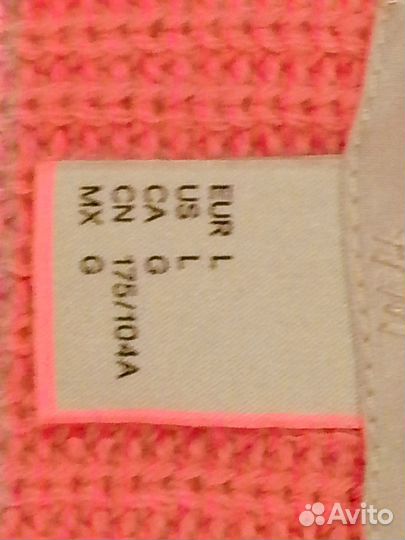 EUR L
US L
CA G
CN 175/104A
MX G
Avito